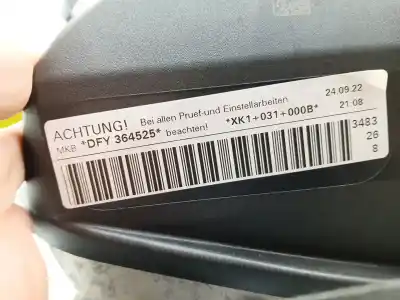 ACHTUNG! Bei allen Pruef-und Einstellarbeiten 24.09.22
MKB *DFY 364525* beachten! *XK1+031+000B* 21:08
3483
26
8